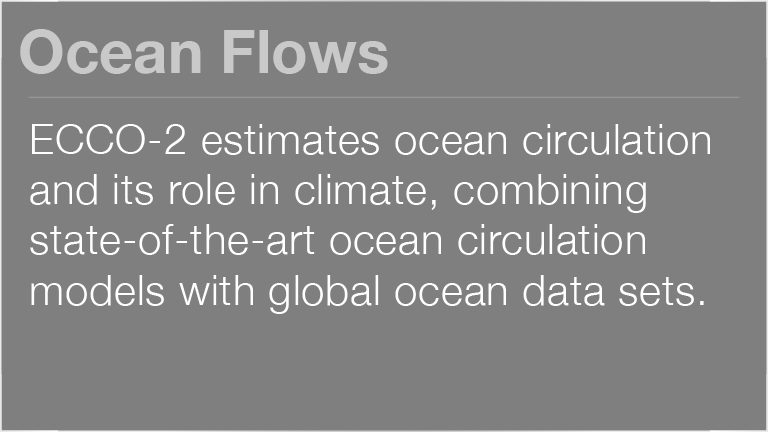 Ocean Flows
ECCO-2 estimates ocean circulation
and its role in climate, combining
state-of-the-art ocean circulation
models with global ocean data sets.